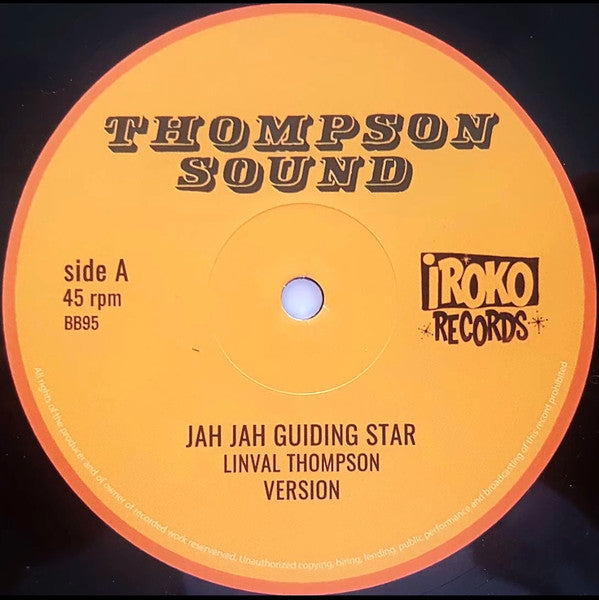 THOMPSON
SOUND
side A
45 rpm
BB95
iROKO
RECORDS
JAH JAH GUIDING STAR
LINVAL THOMPSON
VERSION
All rights of the producer and of owner of recorded work reserverved. Unauthorized copying, hiring, lending, public performance and broadcasting of this record prohibited